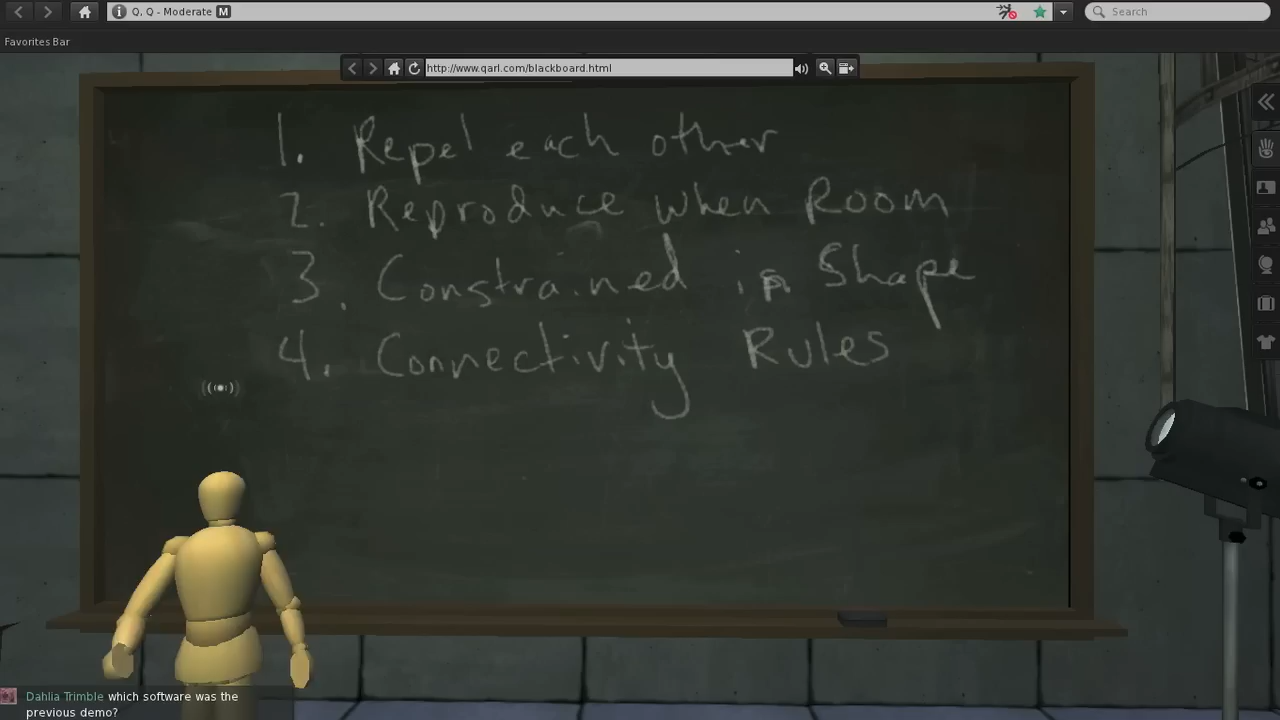 Q, Q - Moderate M
Search
Favorites Bar
http://www.qarl.com/blackboard.html
1. Repel each other
2. Reproduce when Room
3. Constrained in Shape
4. Connectivity Rules
Dahlia Trimble which software was the
previous demo?